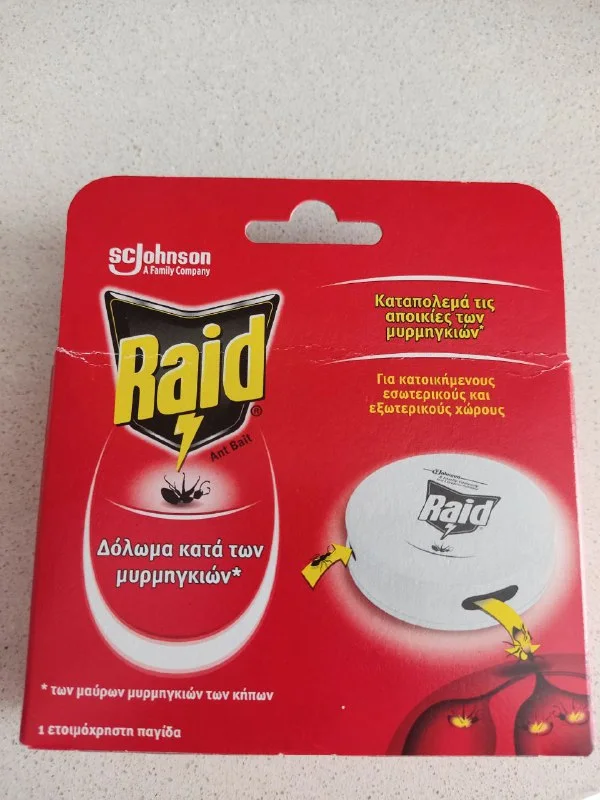 SCJohnson
A Family Company
Raid®
Ant Bait
Δόλωμα κατά των
μυρμηγκιών*
* των μαύρων μυρμηγκιών των κήπων
1 ετοιμόχρηστη παγίδα
Καταπολεμά τις
αποικίες των
μυρμηγκιών*
Για κατοικήμενους
εσωτερικούς και
εξωτερικούς χώρους
SCJohnson
Raid